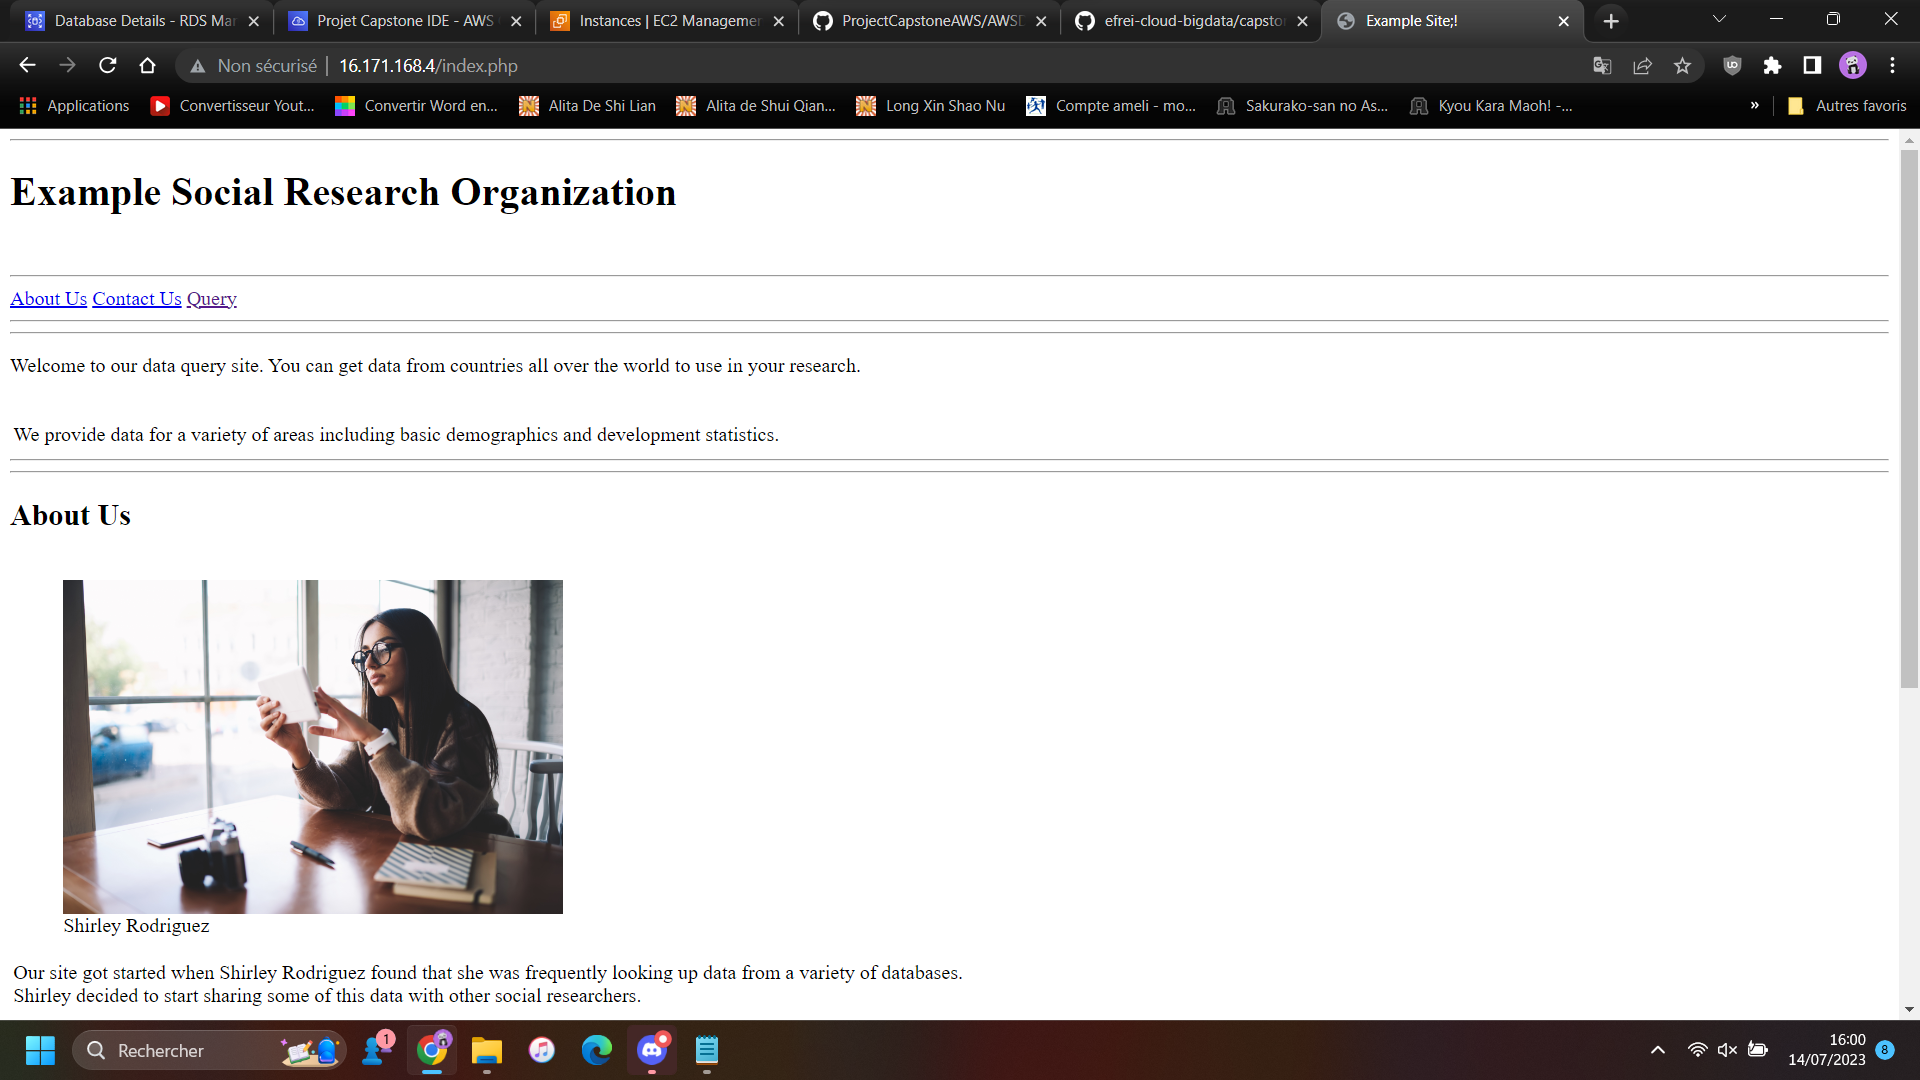 Database Details - RDS Mar
Projet Capstone IDE - AWS
Instances | EC2 Managemen
ProjectCapstoneAWS/AWS
efrei-cloud-bigdata/capsto
Example Site;!
Non sécurisé
16.171.168.4/index.php
Applications
Convertisseur Yout...
Convertir Word en...
Alita De Shi Lian
Alita de Shui Qian...
Long Xin Shao Nu
Compte ameli - mo...
Sakurako-san no As...
Kyou Kara Maoh! -...
»
Autres favoris
Example Social Research Organization
About Us Contact Us Query
Welcome to our data query site. You can get data from countries all over the world to use in your research.
We provide data for a variety of areas including basic demographics and development statistics.
About Us
Shirley Rodriguez
Our site got started when Shirley Rodriguez found that she was frequently looking up data from a variety of databases.
Shirley decided to start sharing some of this data with other social researchers.
Rechercher
1
16:00
14/07/2023
8